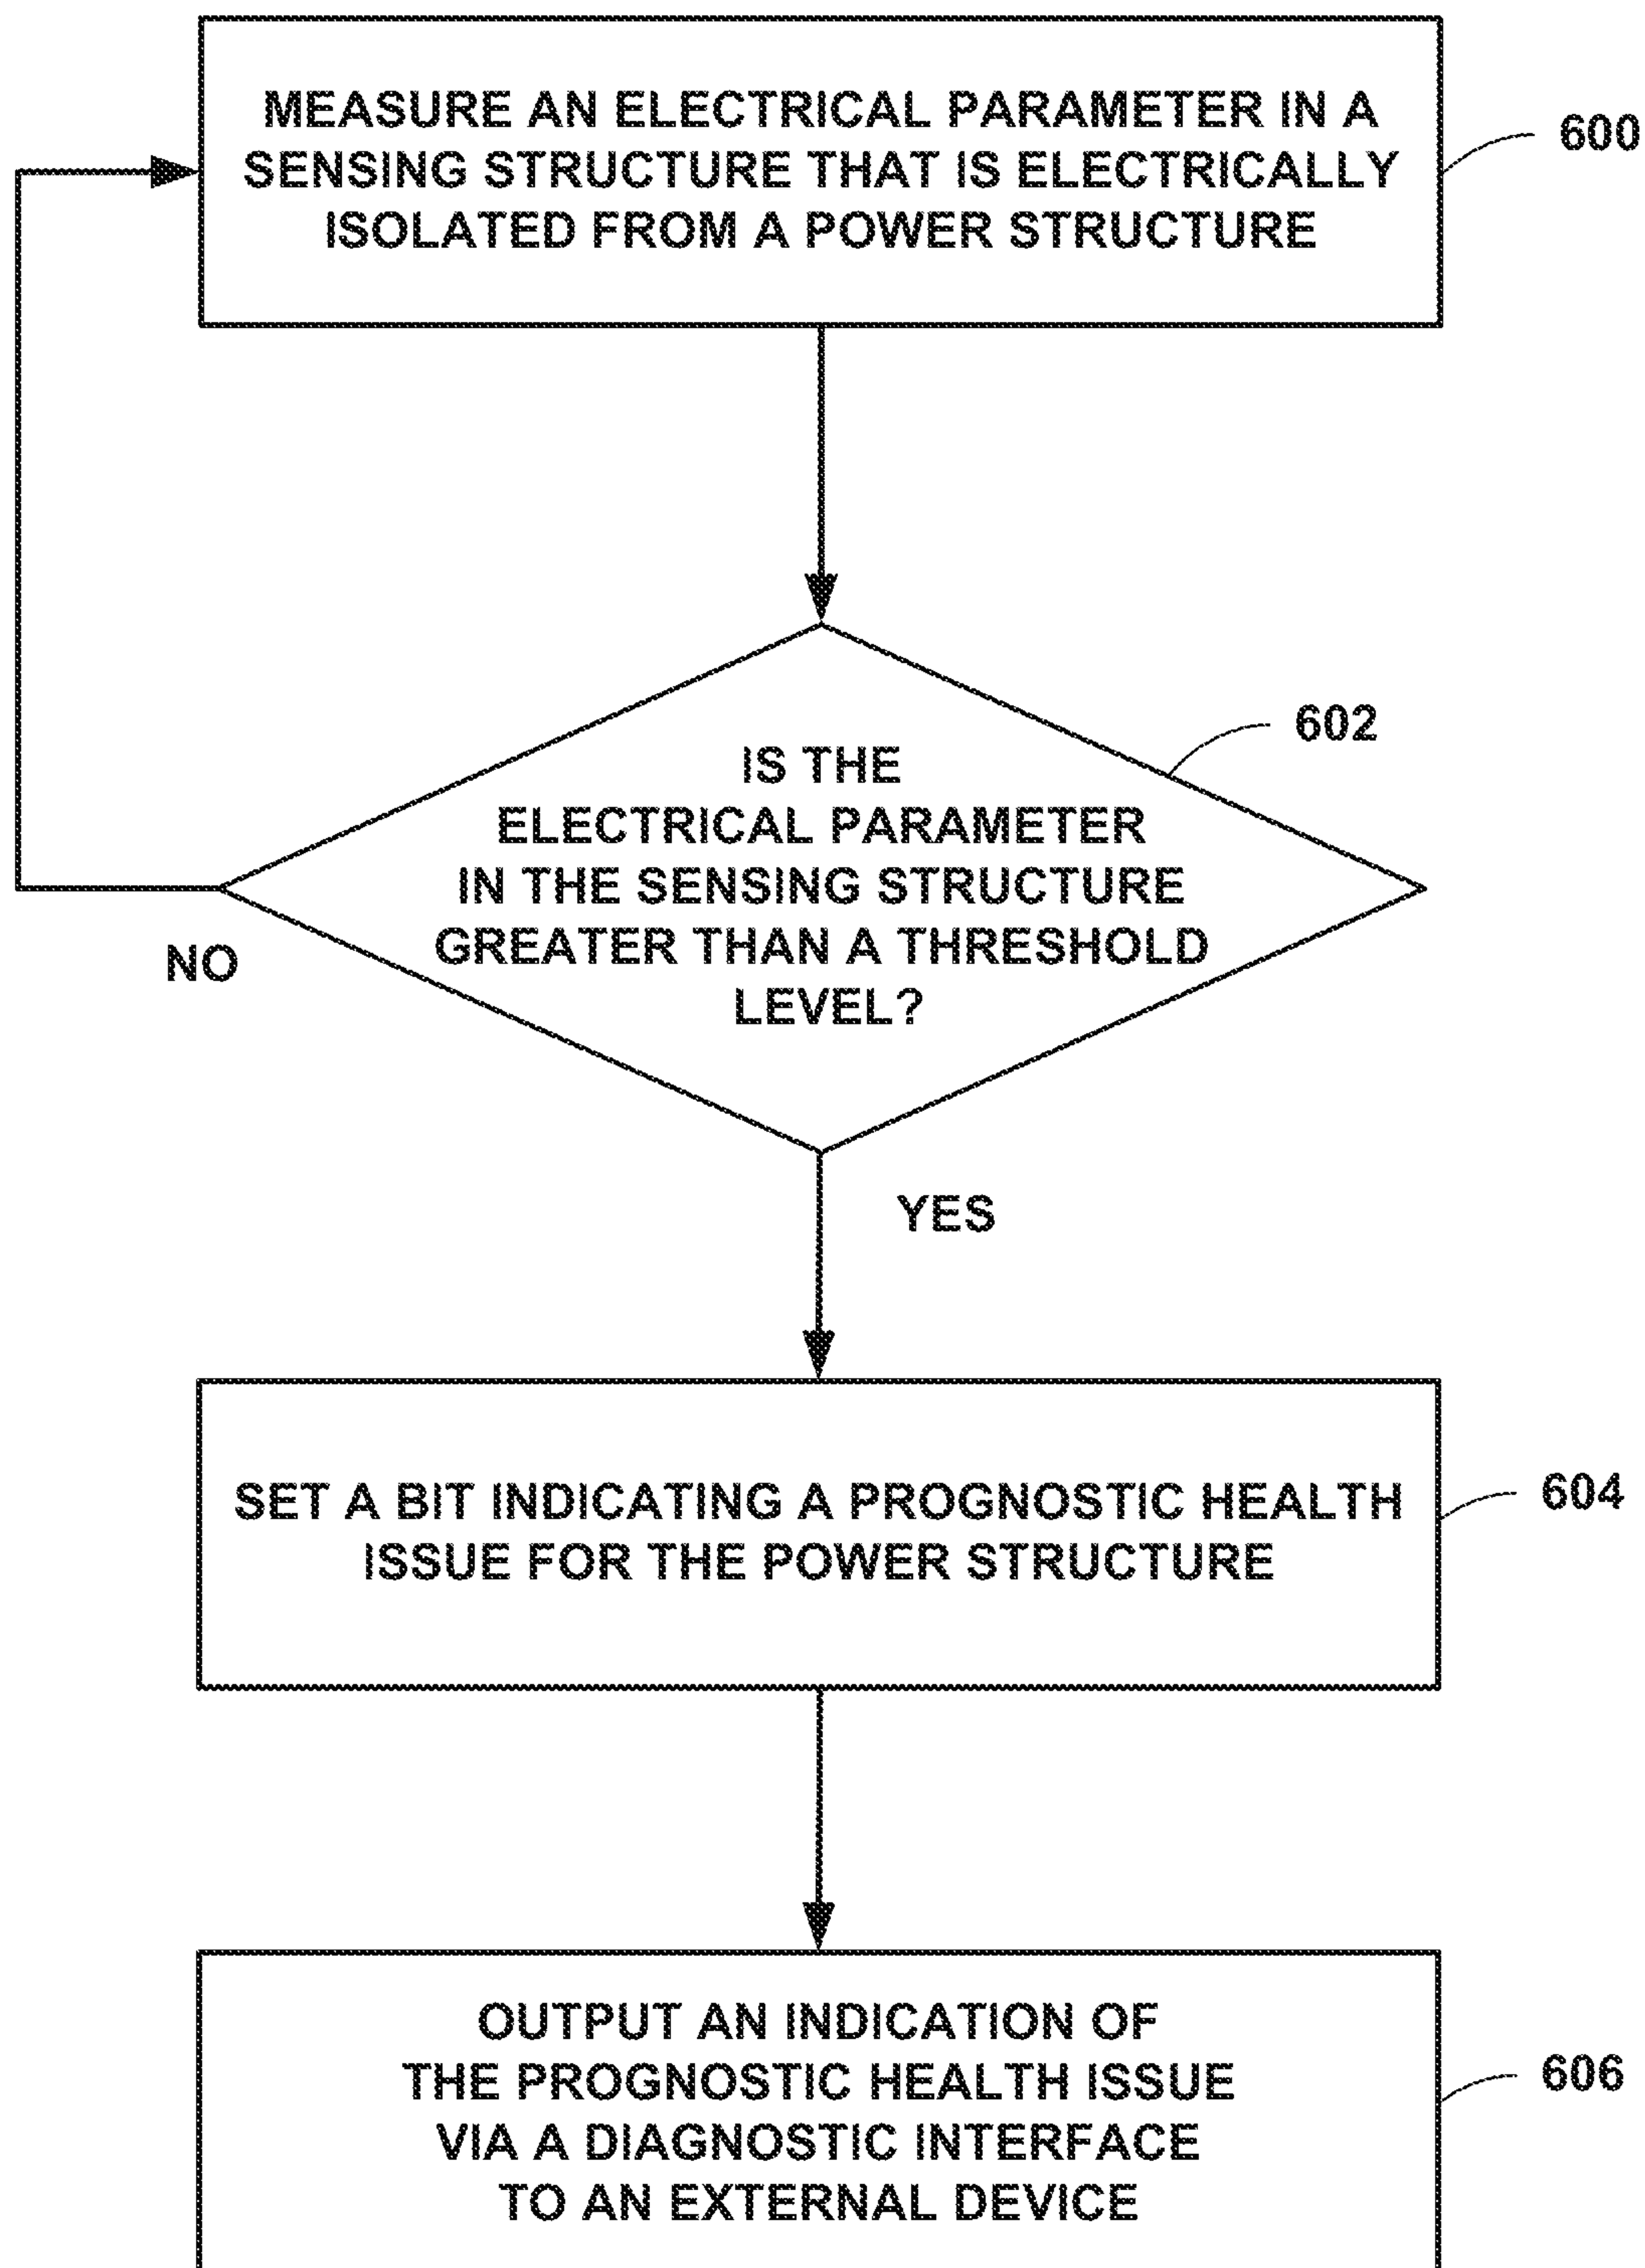 MEASURE AN ELECTRICAL PARAMETER IN A
SENSING STRUCTURE THAT IS ELECTRICALLY
ISOLATED FROM A POWER STRUCTURE
600
602
IS THE
ELECTRICAL PARAMETER
IN THE SENSING STRUCTURE
GREATER THAN A THRESHOLD
LEVEL?
NO
YES
SET A BIT INDICATING A PROGNOSTIC HEALTH
ISSUE FOR THE POWER STRUCTURE
604
OUTPUT AN INDICATION OF
THE PROGNOSTIC HEALTH ISSUE
VIA A DIAGNOSTIC INTERFACE
TO AN EXTERNAL DEVICE
606